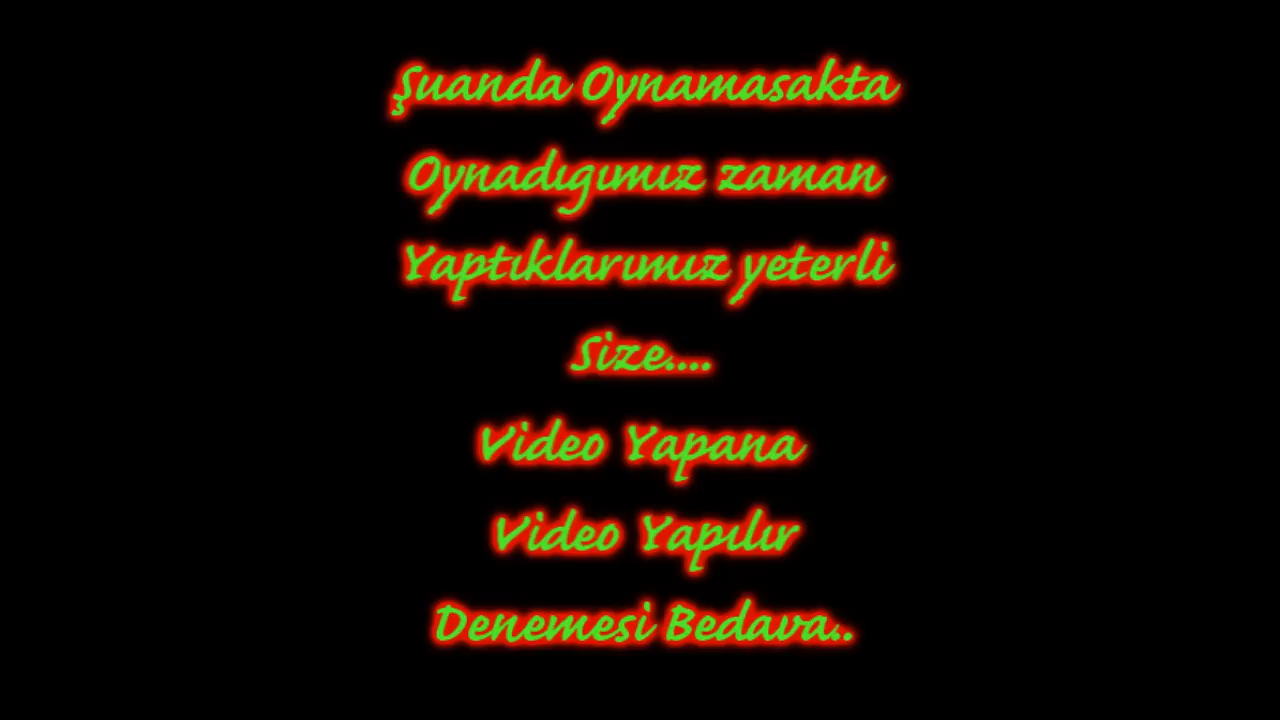 Şuanda Oynamasakta
Oynadıgımız zaman
Yaptıklarımız yeterli
Size....
Video Yapana
Video Yapılır
Denemesi Bedava..